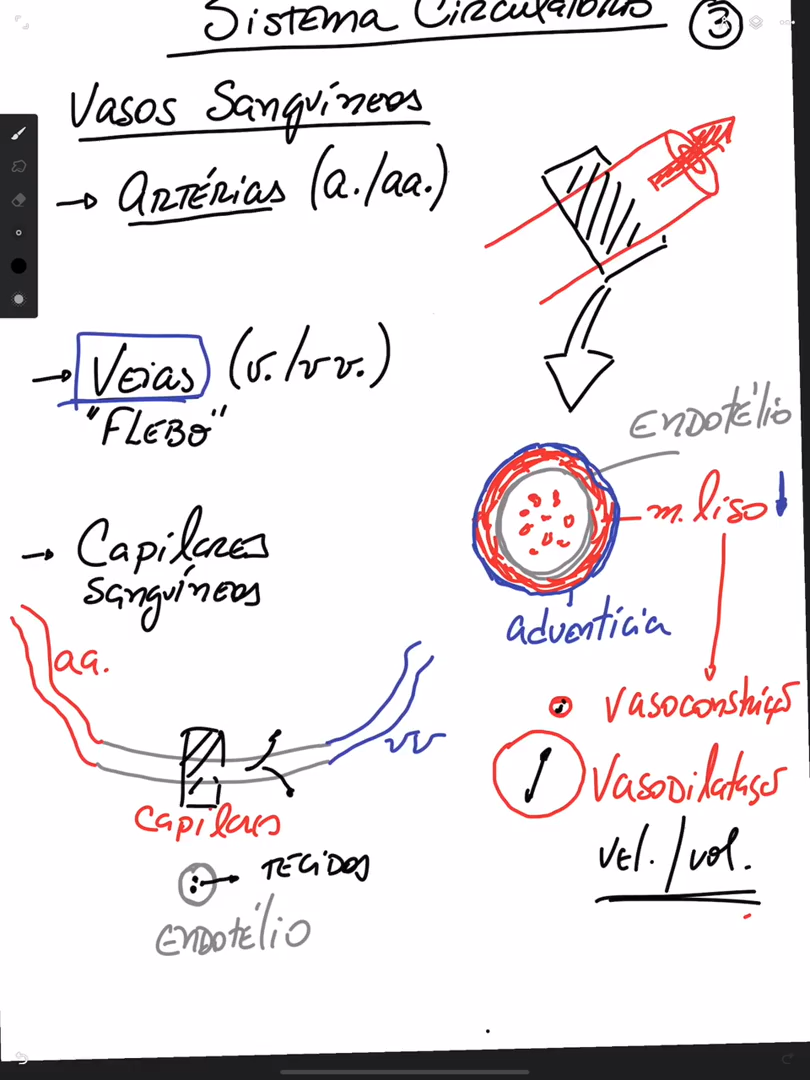 Sistema Circulatório
3
Vasos Sanguíneos
→ Artérias (a./aa.)
→ Veias (v./vv.)
"FLEBO"
→ Capilares
sanguíneos
aa.
vv
Capilares
→ TECIDOS
ENDOTÉLIO
ENDOTÉLIO
m. liso ↓
adventícia
Vasoconstrição
Vasodilatação
vel./vol.